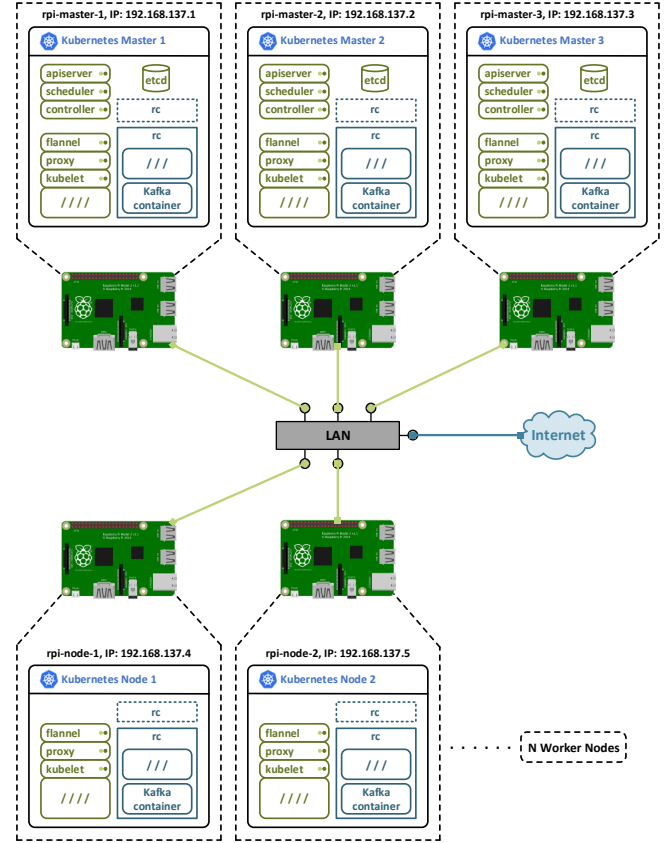 rpi-master-1, IP: 192.168.137.1
Kubernetes Master 1
apiserver
scheduler
controller
etcd
rc
flannel
proxy
kubelet
////
rc
///
Kafka
container
rpi-master-2, IP: 192.168.137.2
Kubernetes Master 2
apiserver
scheduler
controller
etcd
rc
flannel
proxy
kubelet
////
rc
///
Kafka
container
rpi-master-3, IP: 192.168.137.3
Kubernetes Master 3
apiserver
scheduler
controller
etcd
rc
flannel
proxy
kubelet
////
rc
///
Kafka
container
LAN
Internet
rpi-node-1, IP: 192.168.137.4
Kubernetes Node 1
rc
flannel
proxy
kubelet
////
rc
///
Kafka
container
rpi-node-2, IP: 192.168.137.5
Kubernetes Node 2
rc
flannel
proxy
kubelet
////
rc
///
Kafka
container
. . . . . .
N Worker Nodes